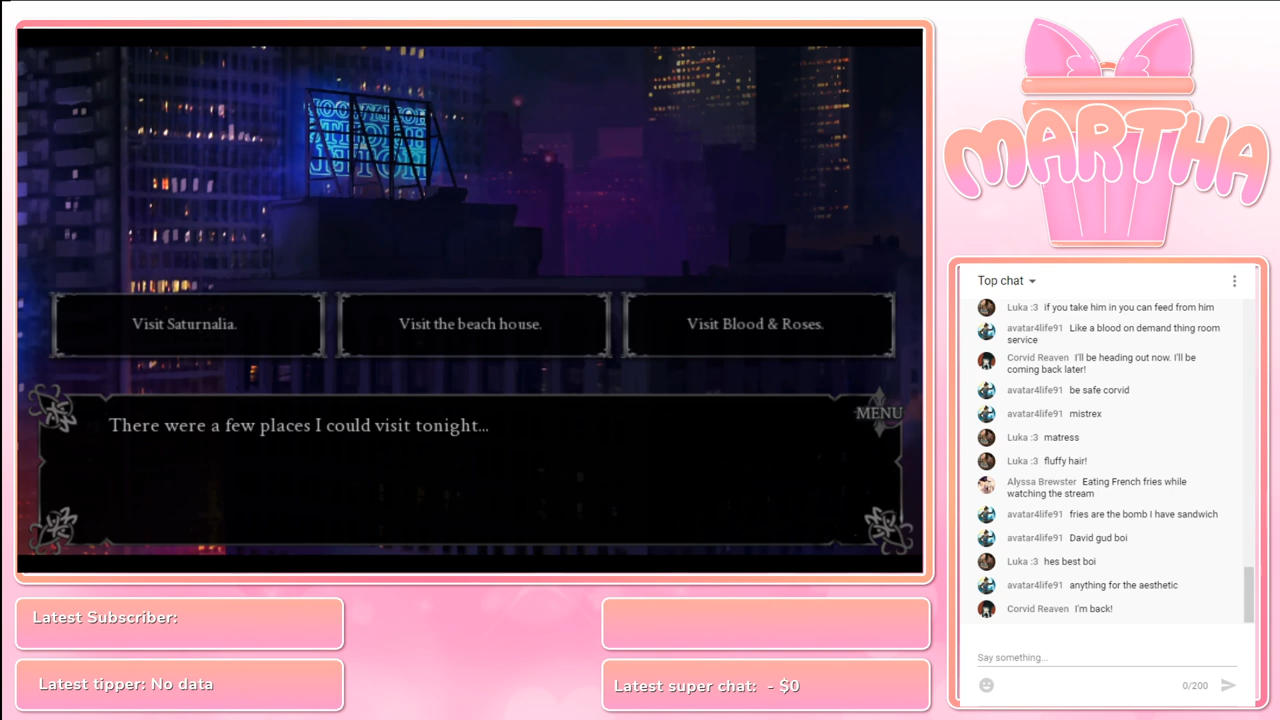 MARTHA
Visit Saturnalia.
Visit the beach house.
Visit Blood & Roses.
MENU
There were a few places I could visit tonight...
Top chat
Luka :3 if you take him in you can feed from him
avatar4life91 Like a blood on demand thing room
service
Corvid Reaven I'll be heading out now. I'll be
coming back later!
avatar4life91 be safe corvid
avatar4life91 mistrex
Luka :3 matress
Luka :3 fluffy hair!
Alyssa Brewster Eating French fries while
watching the stream
avatar4life91 fries are the bomb I have sandwich
avatar4life91 David gud boi
Luka :3 hes best boi
avatar4life91 anything for the aesthetic
Corvid Reaven I'm back!
Say something...
0/200
Latest Subscriber:
Latest tipper: No data
Latest super chat: - $0